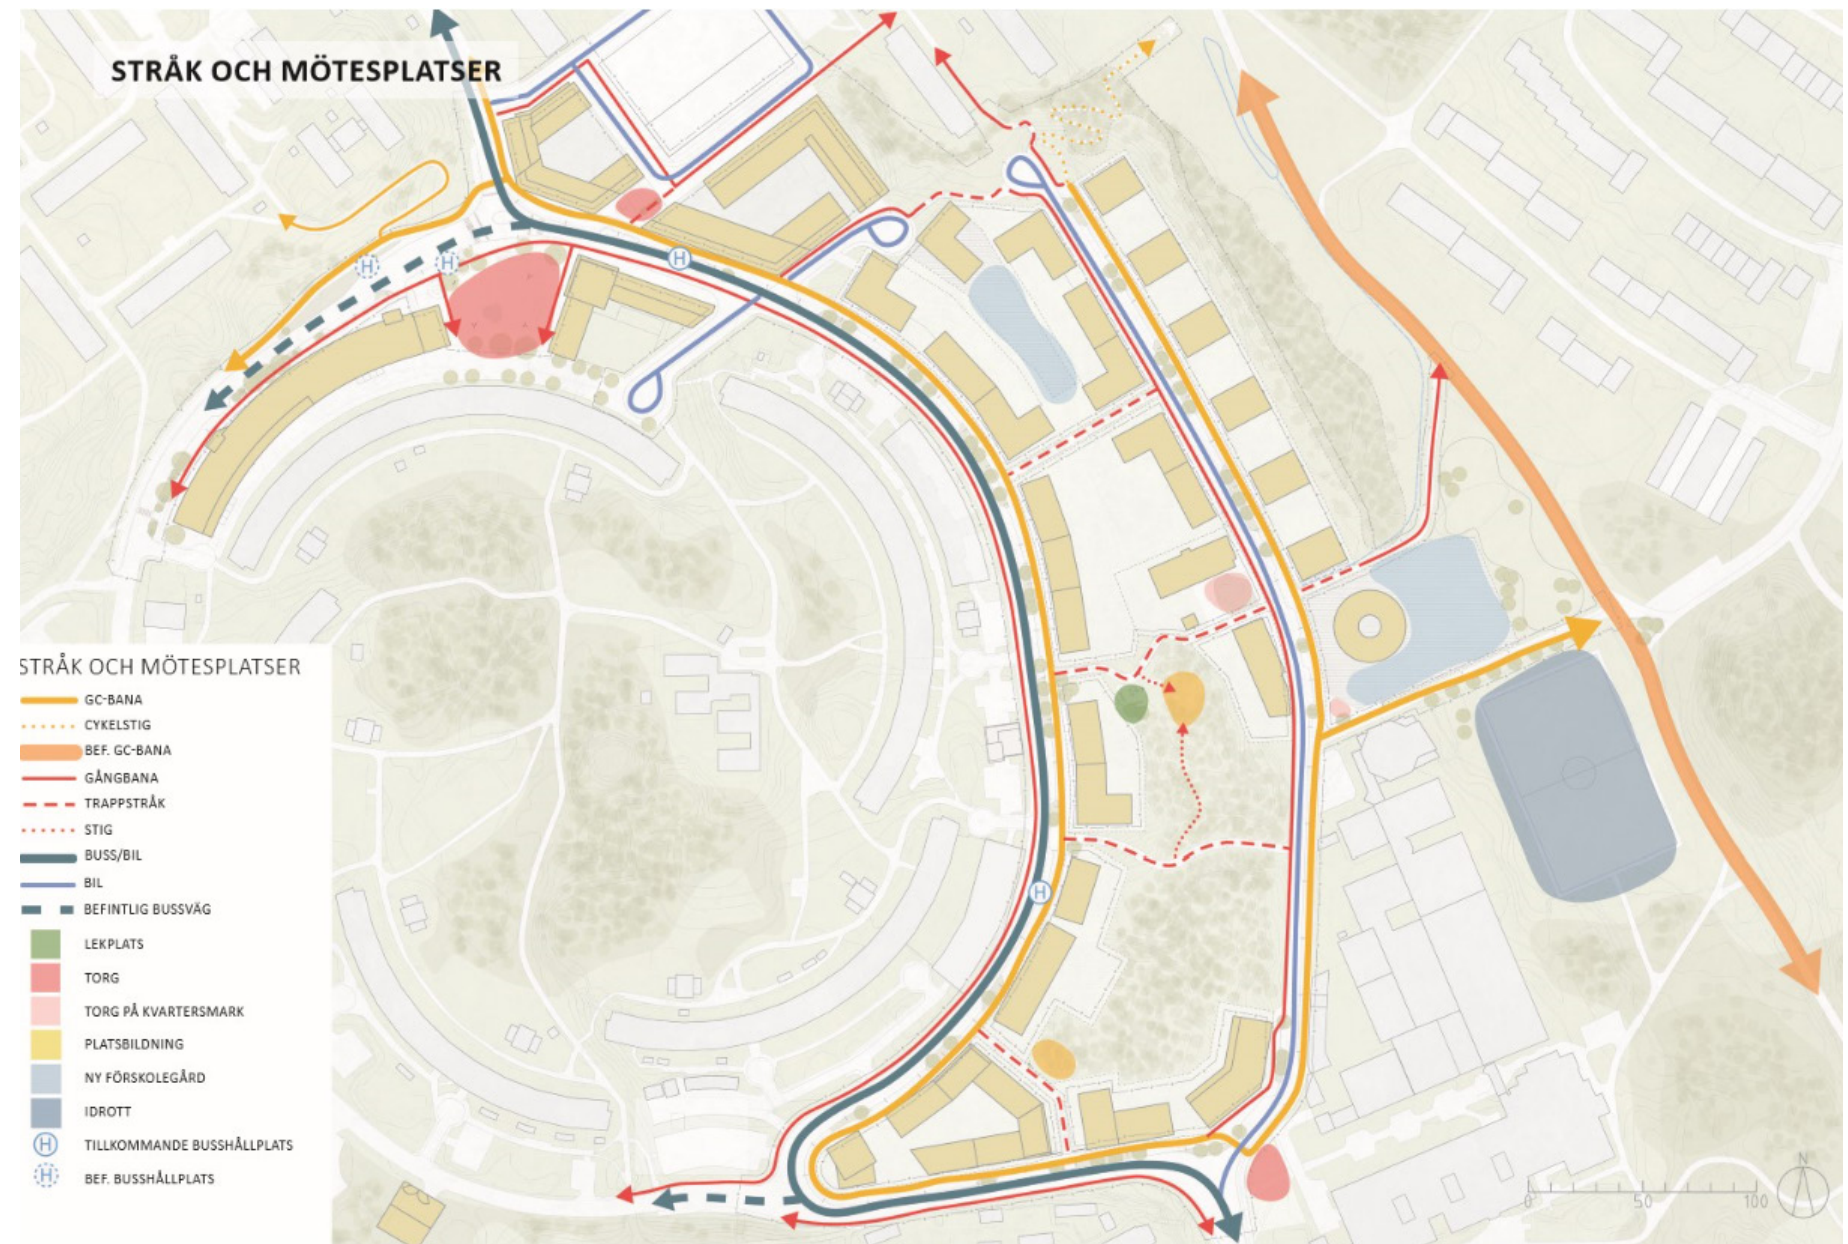 STRÅK OCH MÖTESPLATSER
H
H
H
H
STRÅK OCH MÖTESPLATSER
GC-BANA
CYKELSTIG
BEF. GC-BANA
GÅNGBANA
TRAPPSTRÅK
STIG
BUSS/BIL
BIL
BEFINTLIG BUSSVÄG
LEKPLATS
TORG
TORG PÅ KVARTERSMARK
PLATSBILDNING
NY FÖRSKOLEGÅRD
IDROTT
H TILLKOMMANDE BUSSHÅLLPLATS
H BEF. BUSSHÅLLPLATS
N
0 50 100